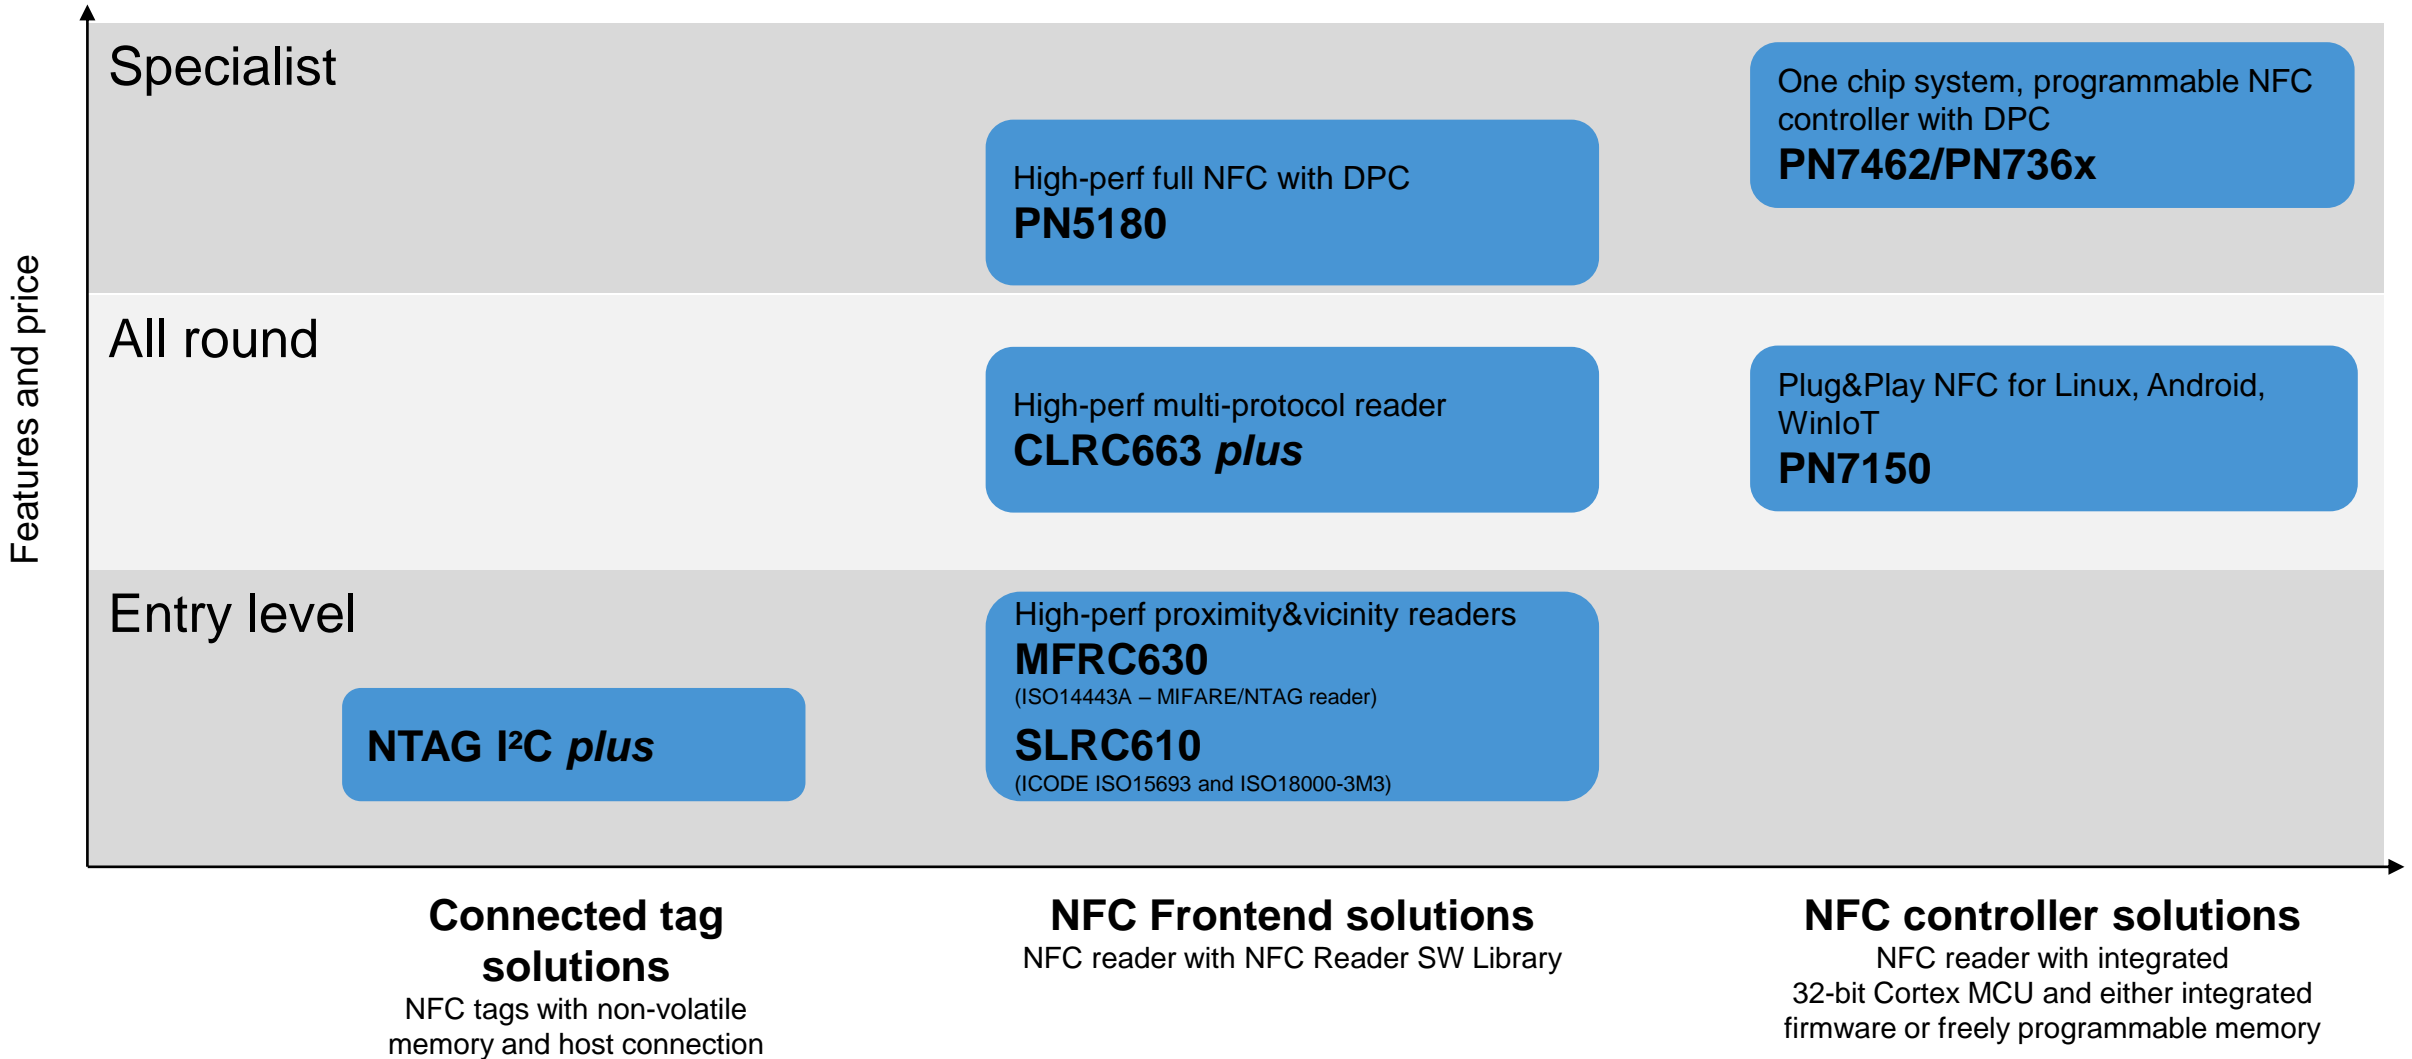 Features and price
Specialist
One chip system, programmable NFC
controller with DPC
PN7462/PN736x
High-perf full NFC with DPC
PN5180
All round
High-perf multi-protocol reader
CLRC663 plus
Plug&Play NFC for Linux, Android,
WinIoT
PN7150
Entry level
High-perf proximity&vicinity readers
MFRC630
(ISO14443A – MIFARE/NTAG reader)
SLRC610
(ICODE ISO15693 and ISO18000-3M3)
NTAG I²C plus
Connected tag
solutions
NFC tags with non-volatile
memory and host connection
NFC Frontend solutions
NFC reader with NFC Reader SW Library
NFC controller solutions
NFC reader with integrated
32-bit Cortex MCU and either integrated
firmware or freely programmable memory